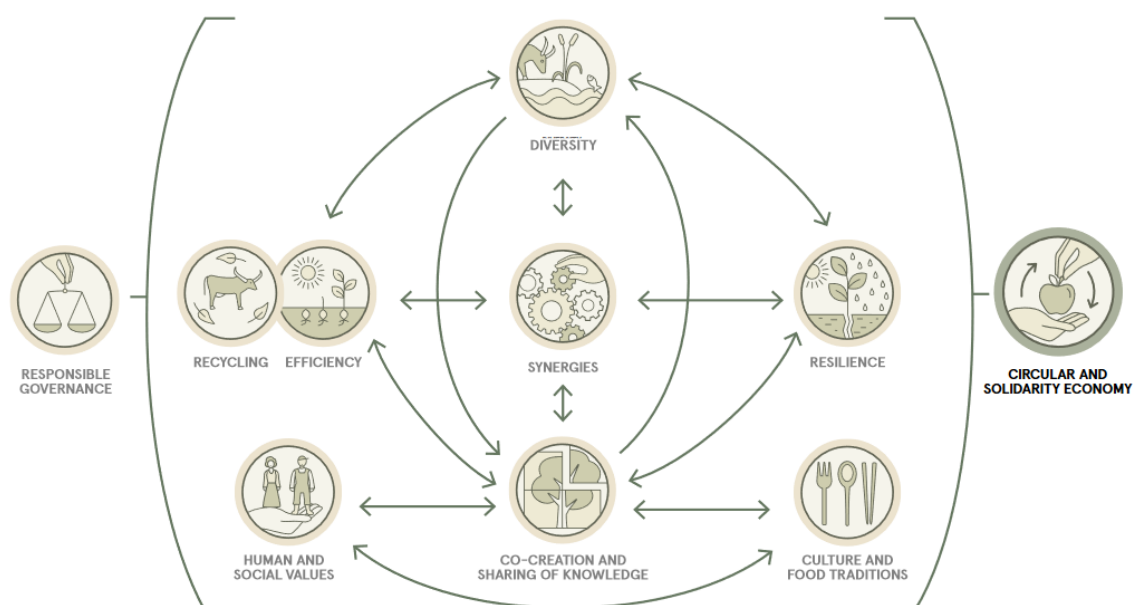 DIVERSITY
RECYCLING
EFFICIENCY
SYNERGIES
RESILIENCE
RESPONSIBLE
GOVERNANCE
CIRCULAR AND
SOLIDARITY ECONOMY
HUMAN AND
SOCIAL VALUES
CO-CREATION AND
SHARING OF KNOWLEDGE
CULTURE AND
FOOD TRADITIONS